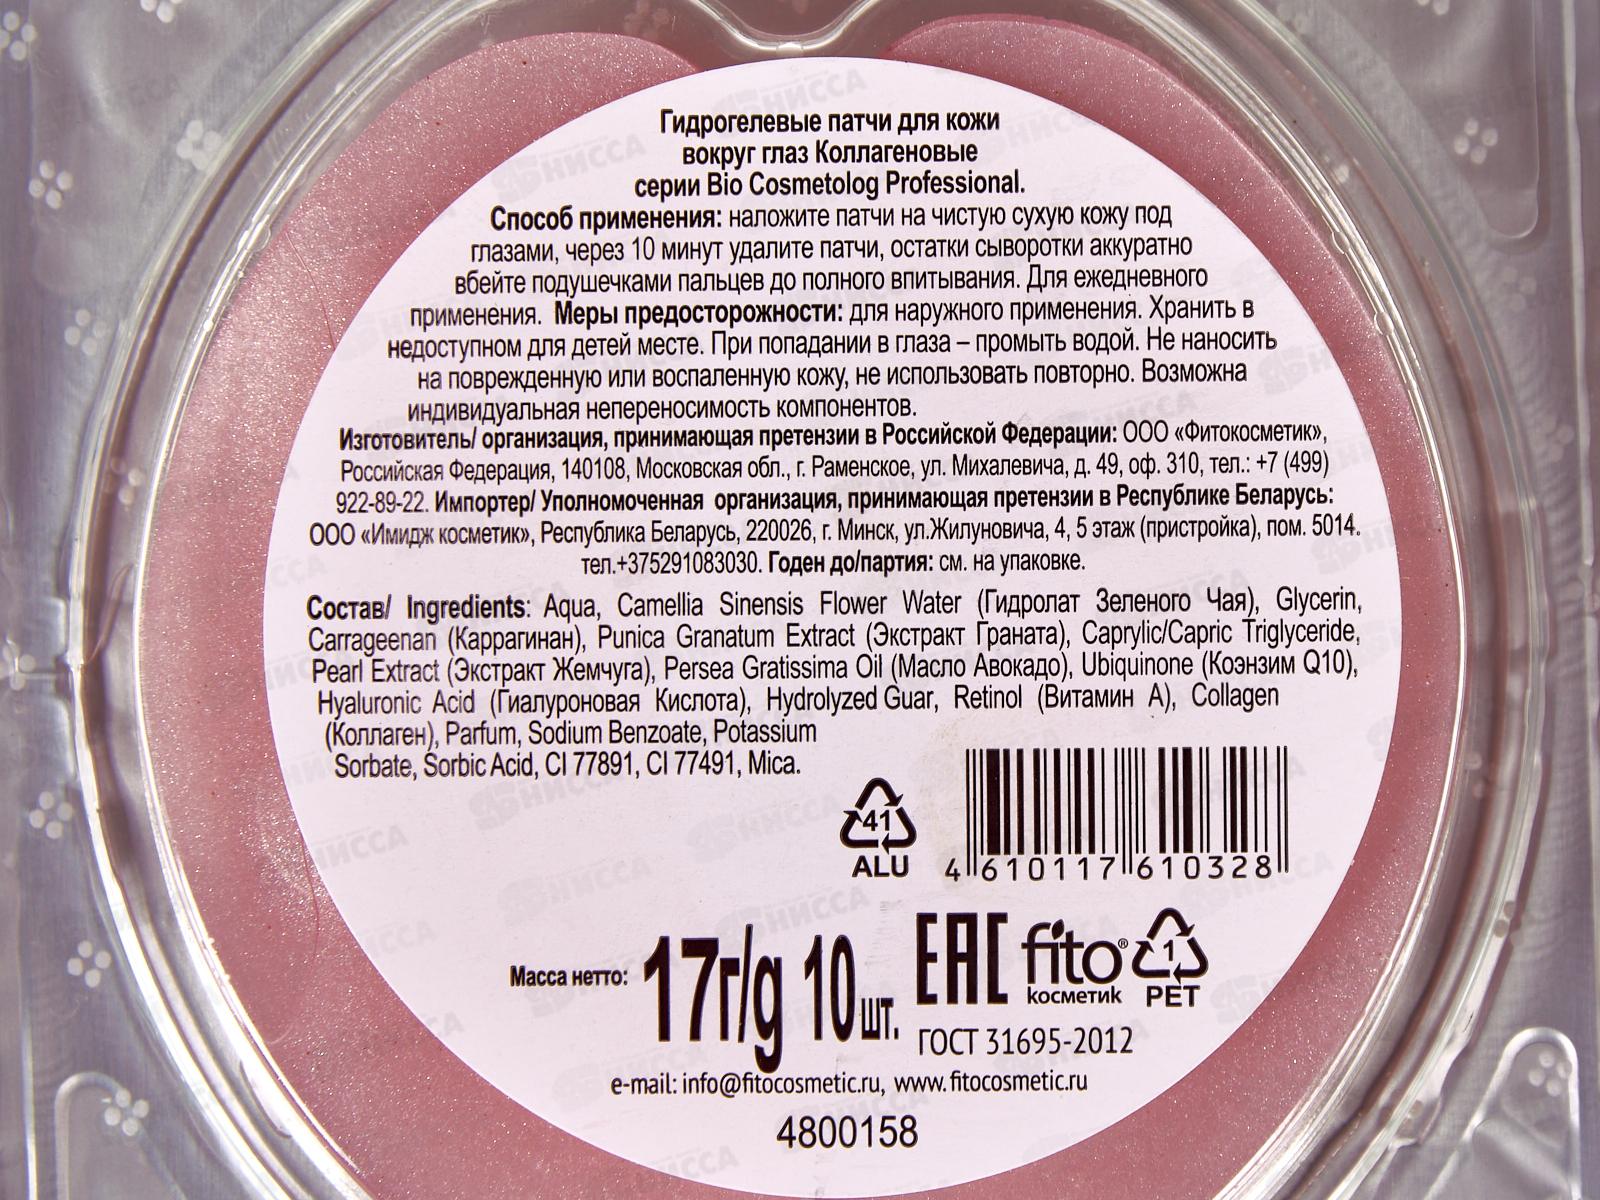 Гидрогелевые патчи для кожи
вокруг глаз Коллагеновые
серии Bio Cosmetolog Professional.
Способ применения: наложите патчи на чистую сухую кожу под
глазами, через 10 минут удалите патчи, остатки сыворотки аккуратно
вбейте подушечками пальцев до полного впитывания. Для ежедневного
применения. Меры предосторожности: для наружного применения. Хранить в
недоступном для детей месте. При попадании в глаза – промыть водой. Не наносить
на поврежденную или воспаленную кожу, не использовать повторно. Возможна
индивидуальная непереносимость компонентов.
Изготовитель/ организация, принимающая претензии в Российской Федерации: ООО «Фитокосметик»,
Российская Федерация, 140108, Московская обл., г. Раменское, ул. Михалевича, д. 49, оф. 310, тел.: +7 (499)
922-89-22. Импортер/ Уполномоченная организация, принимающая претензии в Республике Беларусь:
ООО «Имидж косметик», Республика Беларусь, 220026, г. Минск, ул.Жилуновича, 4, 5 этаж (пристройка), пом. 5014.
тел.+375291083030. Годен до/партия: см. на упаковке.
Состав/ Ingredients: Aqua, Camellia Sinensis Flower Water (Гидролат Зеленого Чая), Glycerin,
Carrageenan (Каррагинан), Punica Granatum Extract (Экстракт Граната), Caprylic/Capric Triglyceride,
Pearl Extract (Экстракт Жемчуга), Persea Gratissima Oil (Масло Авокадо), Ubiquinone (Коэнзим Q10),
Hyaluronic Acid (Гиалуроновая Кислота), Hydrolyzed Guar, Retinol (Витамин А), Collagen
(Коллаген), Parfum, Sodium Benzoate, Potassium
Sorbate, Sorbic Acid, CI 77891, CI 77491, Mica.
41
ALU
4 610117 610328
Масса нетто: 17г/g 10шт.
EAC
fito®
косметик
1
PET
ГОСТ 31695-2012
e-mail: info@fitocosmetic.ru, www.fitocosmetic.ru
4800158
НИССА